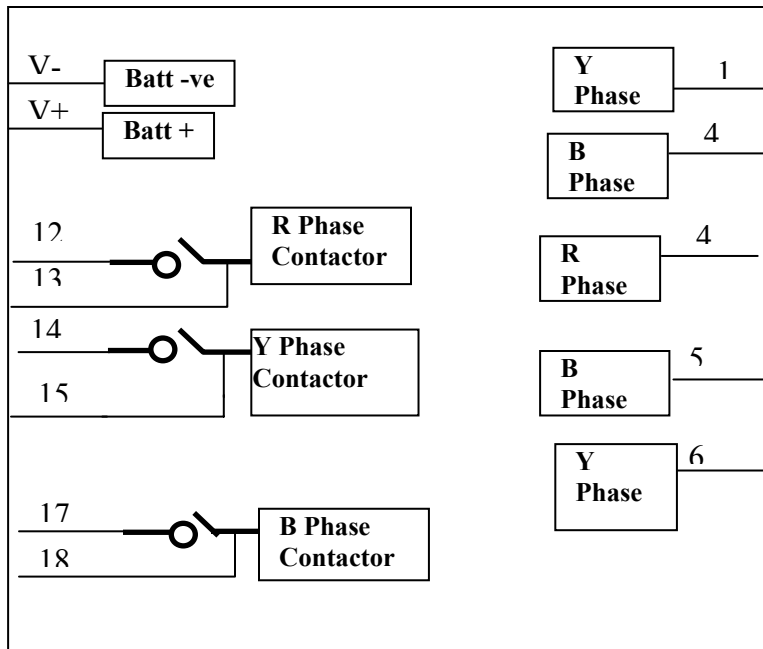 V-
Batt -ve
V+
Batt +
12
R Phase
Contactor
13
14
Y Phase
Contactor
15
17
B Phase
Contactor
18
Y
Phase
1
B
Phase
4
R
Phase
4
B
Phase
5
Y
Phase
6